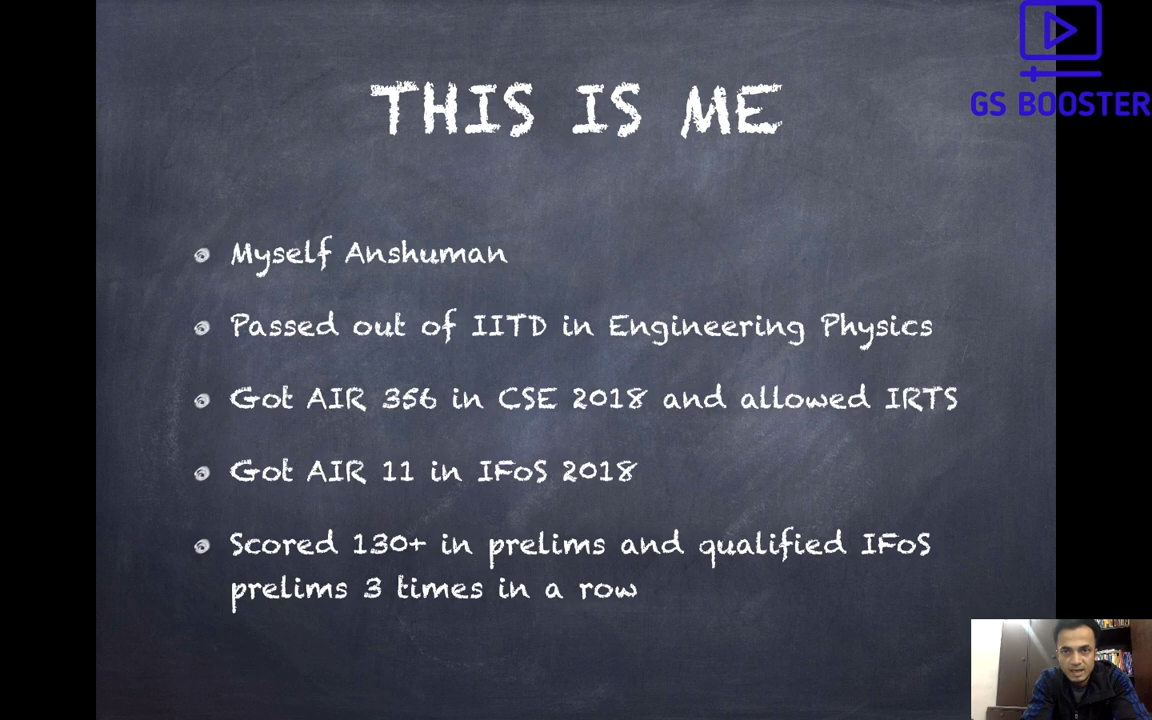 GS BOOSTER
THIS IS ME
Myself Anshuman
Passed out of IITD in Engineering Physics
Got AIR 356 in CSE 2018 and allowed IRTS
Got AIR 11 in IFoS 2018
Scored 130+ in prelims and qualified IFoS
prelims 3 times in a row